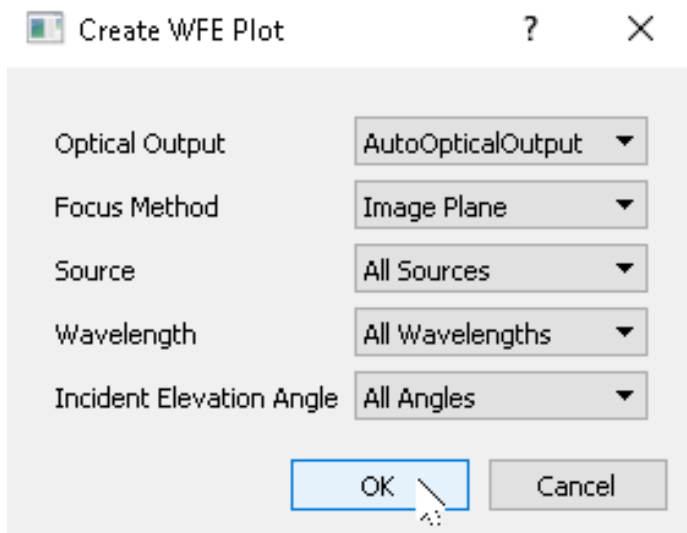 Create WFE Plot ? ×
Optical Output AutoOpticalOutput
Focus Method Image Plane
Source All Sources
Wavelength All Wavelengths
Incident Elevation Angle All Angles
OK Cancel